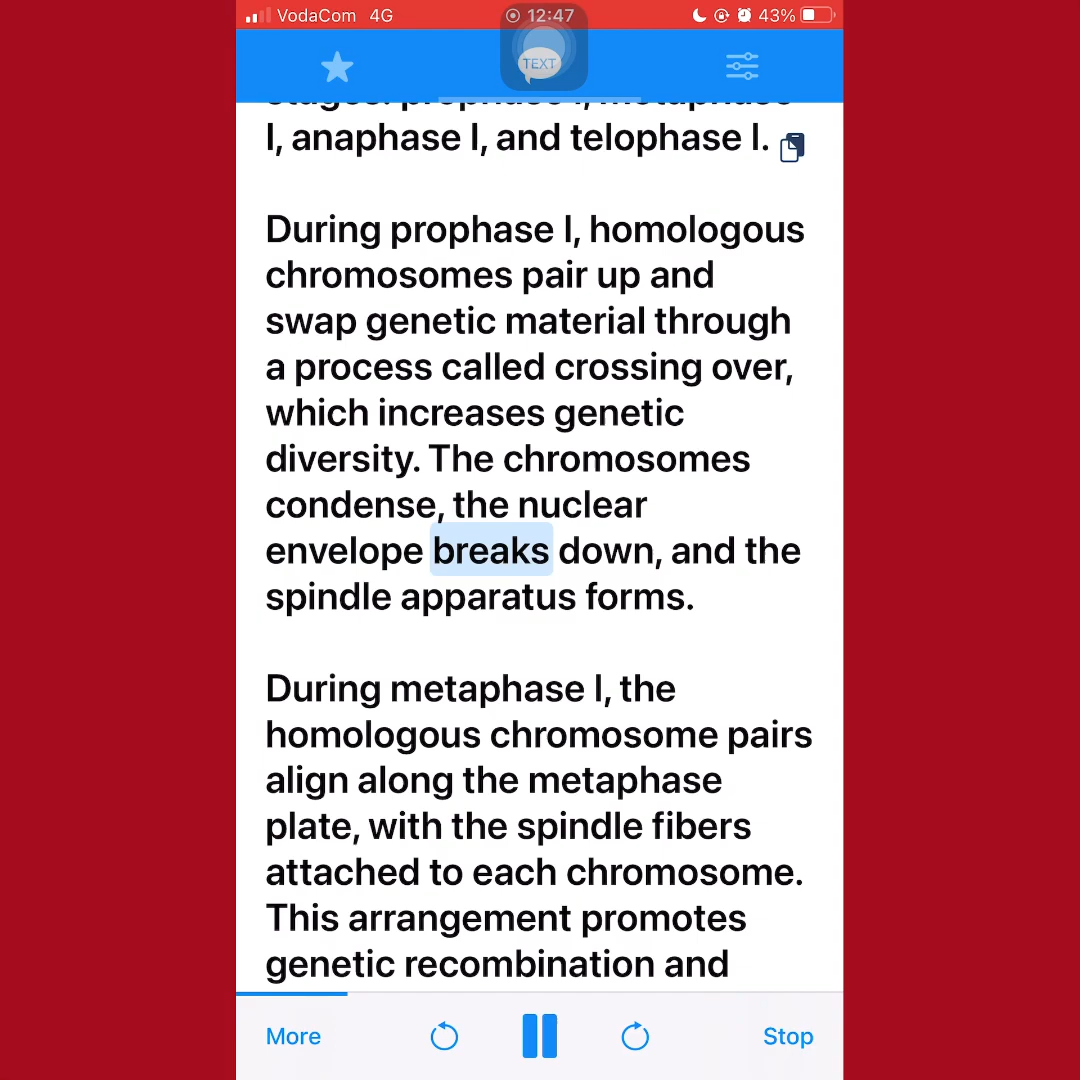 VodaCom 4G 12:47 43%
TEXT
stages: prophase I, metaphase
I, anaphase I, and telophase I.
During prophase I, homologous
chromosomes pair up and
swap genetic material through
a process called crossing over,
which increases genetic
diversity. The chromosomes
condense, the nuclear
envelope breaks down, and the
spindle apparatus forms.
During metaphase I, the
homologous chromosome pairs
align along the metaphase
plate, with the spindle fibers
attached to each chromosome.
This arrangement promotes
genetic recombination and
More Stop